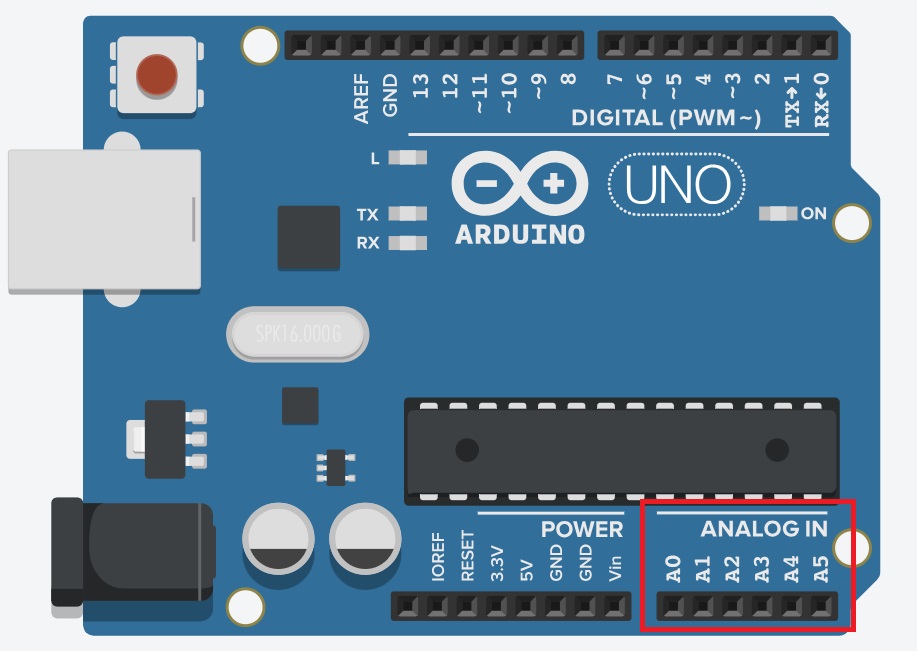 AREF
GND
13
12
~11
~10
~9
8
7
~6
~5
4
~3
2
TX→1
RX←0
DIGITAL (PWM~)
L
TX
RX
ARDUINO
UNO
ON
SPK16.000G
POWER
ANALOG IN
IOREF
RESET
3.3V
5V
GND
GND
Vin
A0
A1
A2
A3
A4
A5